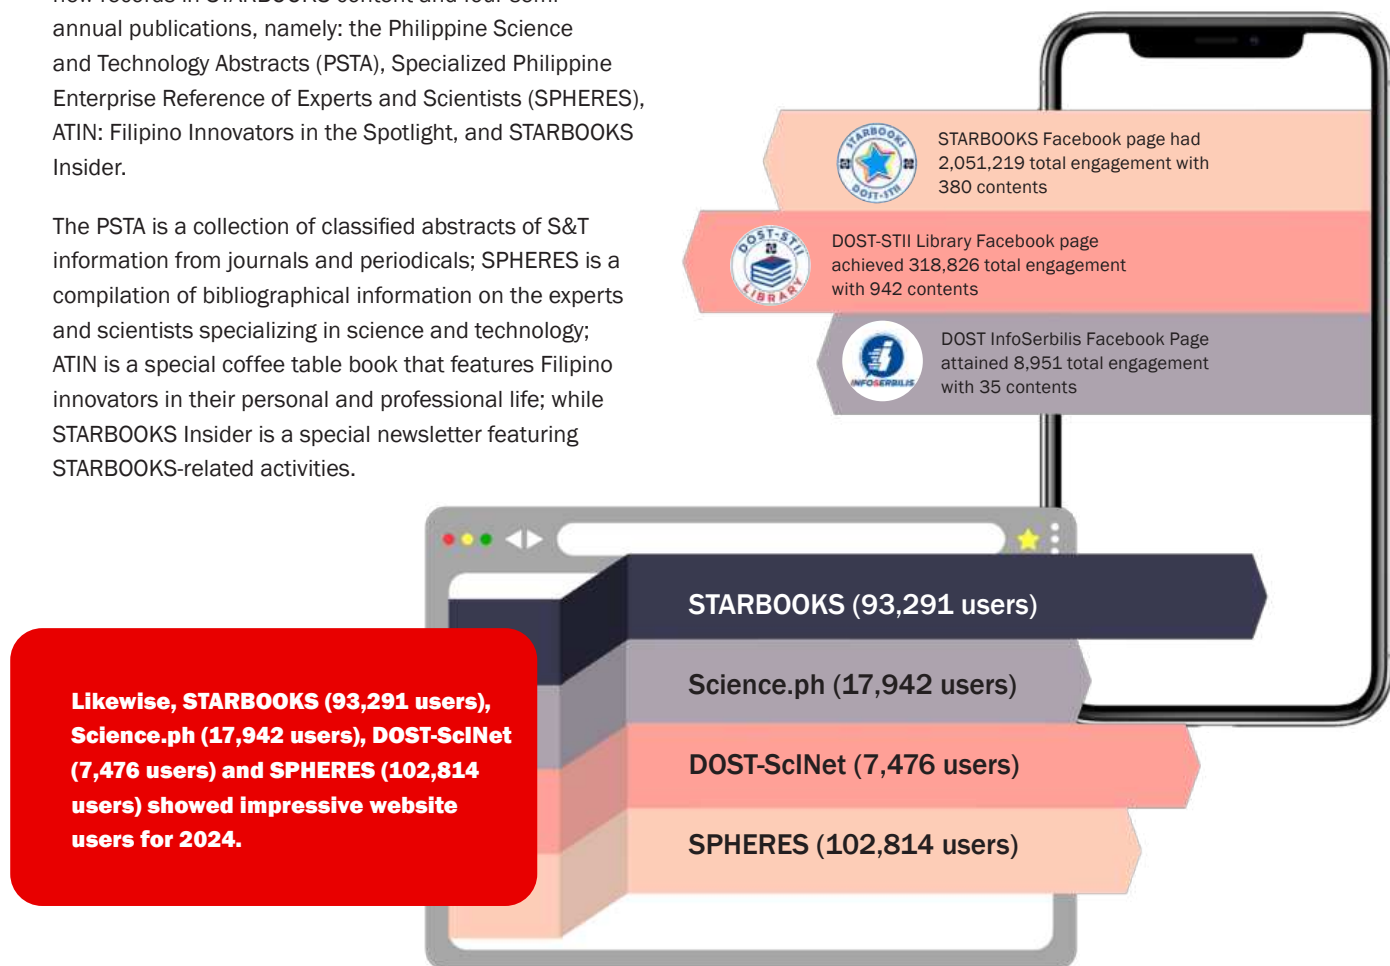 new records in STARBOOKS content and four semi-
annual publications, namely: the Philippine Science
and Technology Abstracts (PSTA), Specialized Philippine
Enterprise Reference of Experts and Scientists (SPHERES),
ATIN: Filipino Innovators in the Spotlight, and STARBOOKS
Insider.
The PSTA is a collection of classified abstracts of S&T
information from journals and periodicals; SPHERES is a
compilation of bibliographical information on the experts
and scientists specializing in science and technology;
ATIN is a special coffee table book that features Filipino
innovators in their personal and professional life; while
STARBOOKS Insider is a special newsletter featuring
STARBOOKS-related activities.
STARBOOKS
DOST-STII
STARBOOKS Facebook page had
2,051,219 total engagement with
380 contents
DOST-STII
LIBRARY
DOST-STII Library Facebook page
achieved 318,826 total engagement
with 942 contents
INFOSERBILIS
DOST InfoSerbilis Facebook Page
attained 8,951 total engagement
with 35 contents
STARBOOKS (93,291 users)
Science.ph (17,942 users)
DOST-ScINet (7,476 users)
SPHERES (102,814 users)
Likewise, STARBOOKS (93,291 users),
Science.ph (17,942 users), DOST-ScINet
(7,476 users) and SPHERES (102,814
users) showed impressive website
users for 2024.